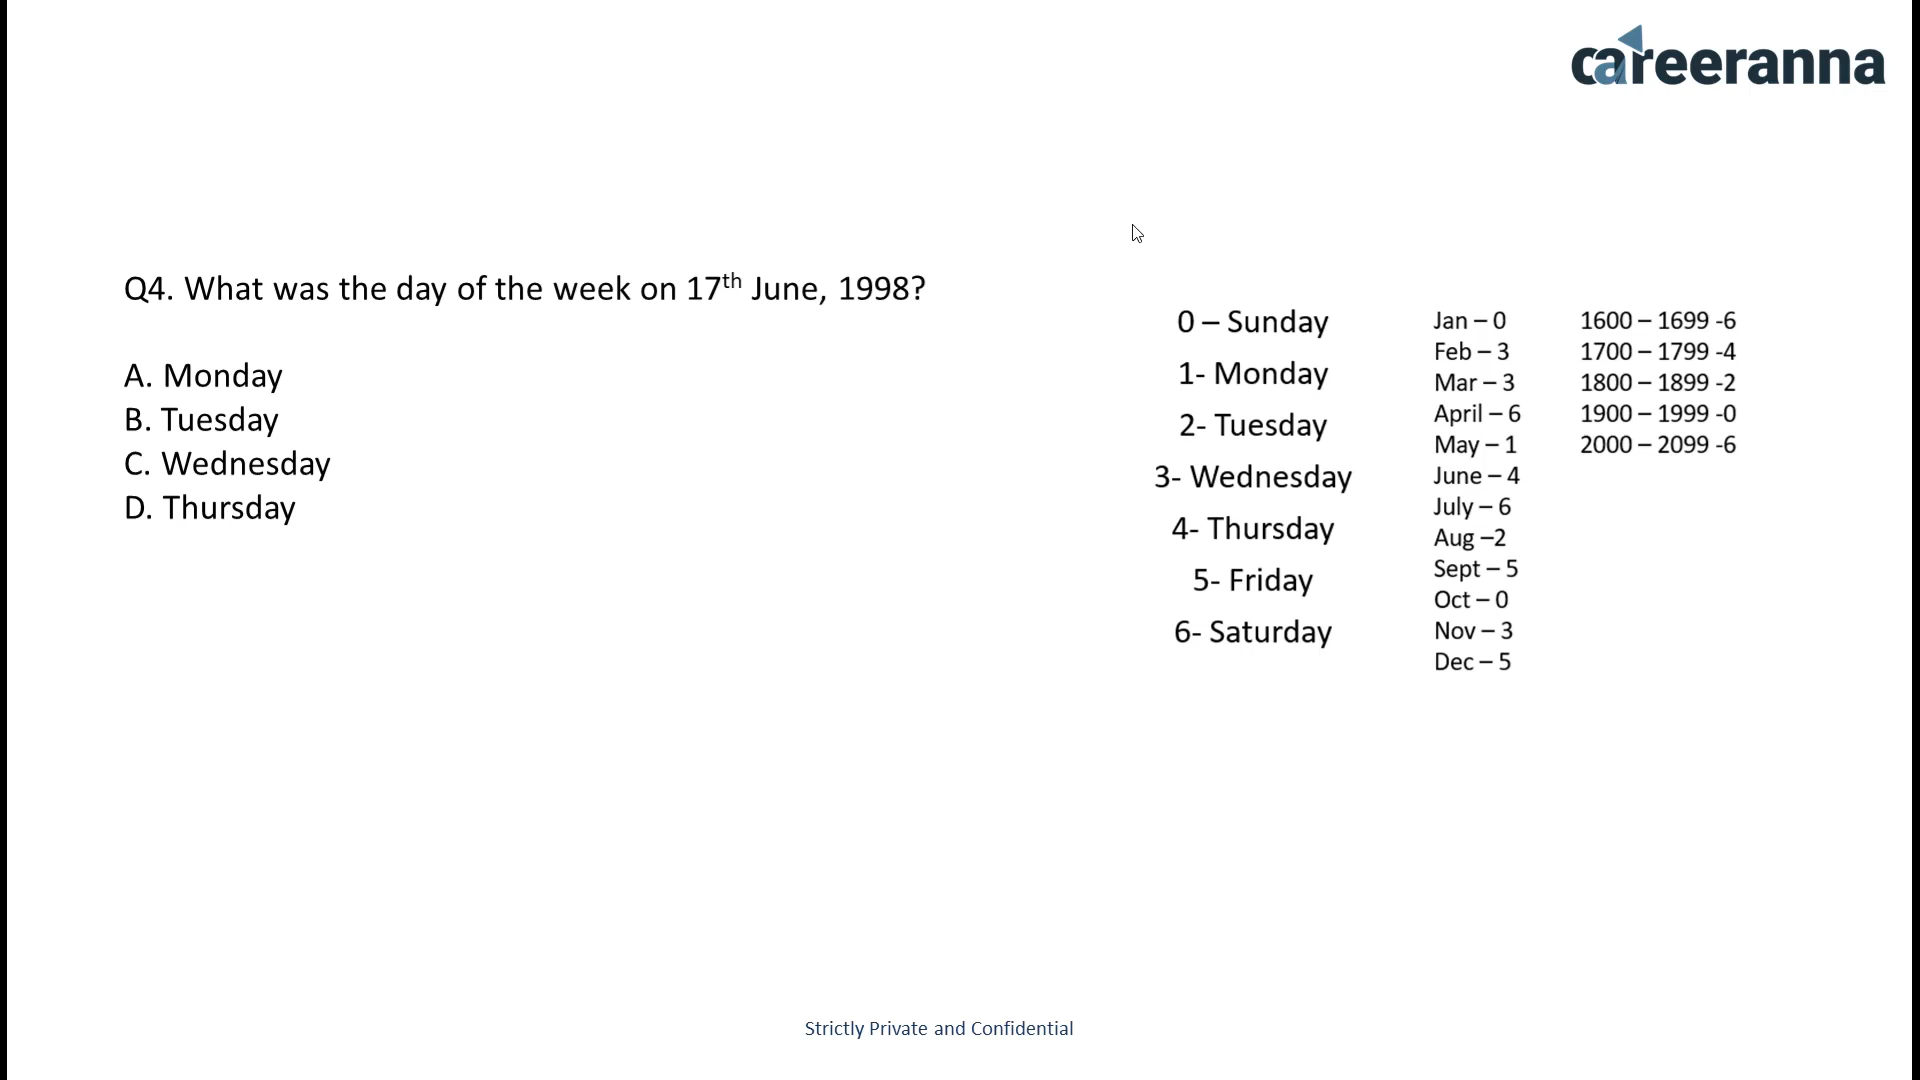 careeranna
Q4. What was the day of the week on 17th June, 1998?
A. Monday
B. Tuesday
C. Wednesday
D. Thursday
0 – Sunday
1- Monday
2- Tuesday
3- Wednesday
4- Thursday
5- Friday
6- Saturday
Jan – 0
Feb – 3
Mar – 3
April – 6
May – 1
June – 4
July – 6
Aug –2
Sept – 5
Oct – 0
Nov – 3
Dec – 5
1600 – 1699 -6
1700 – 1799 -4
1800 – 1899 -2
1900 – 1999 -0
2000 – 2099 -6
Strictly Private and Confidential